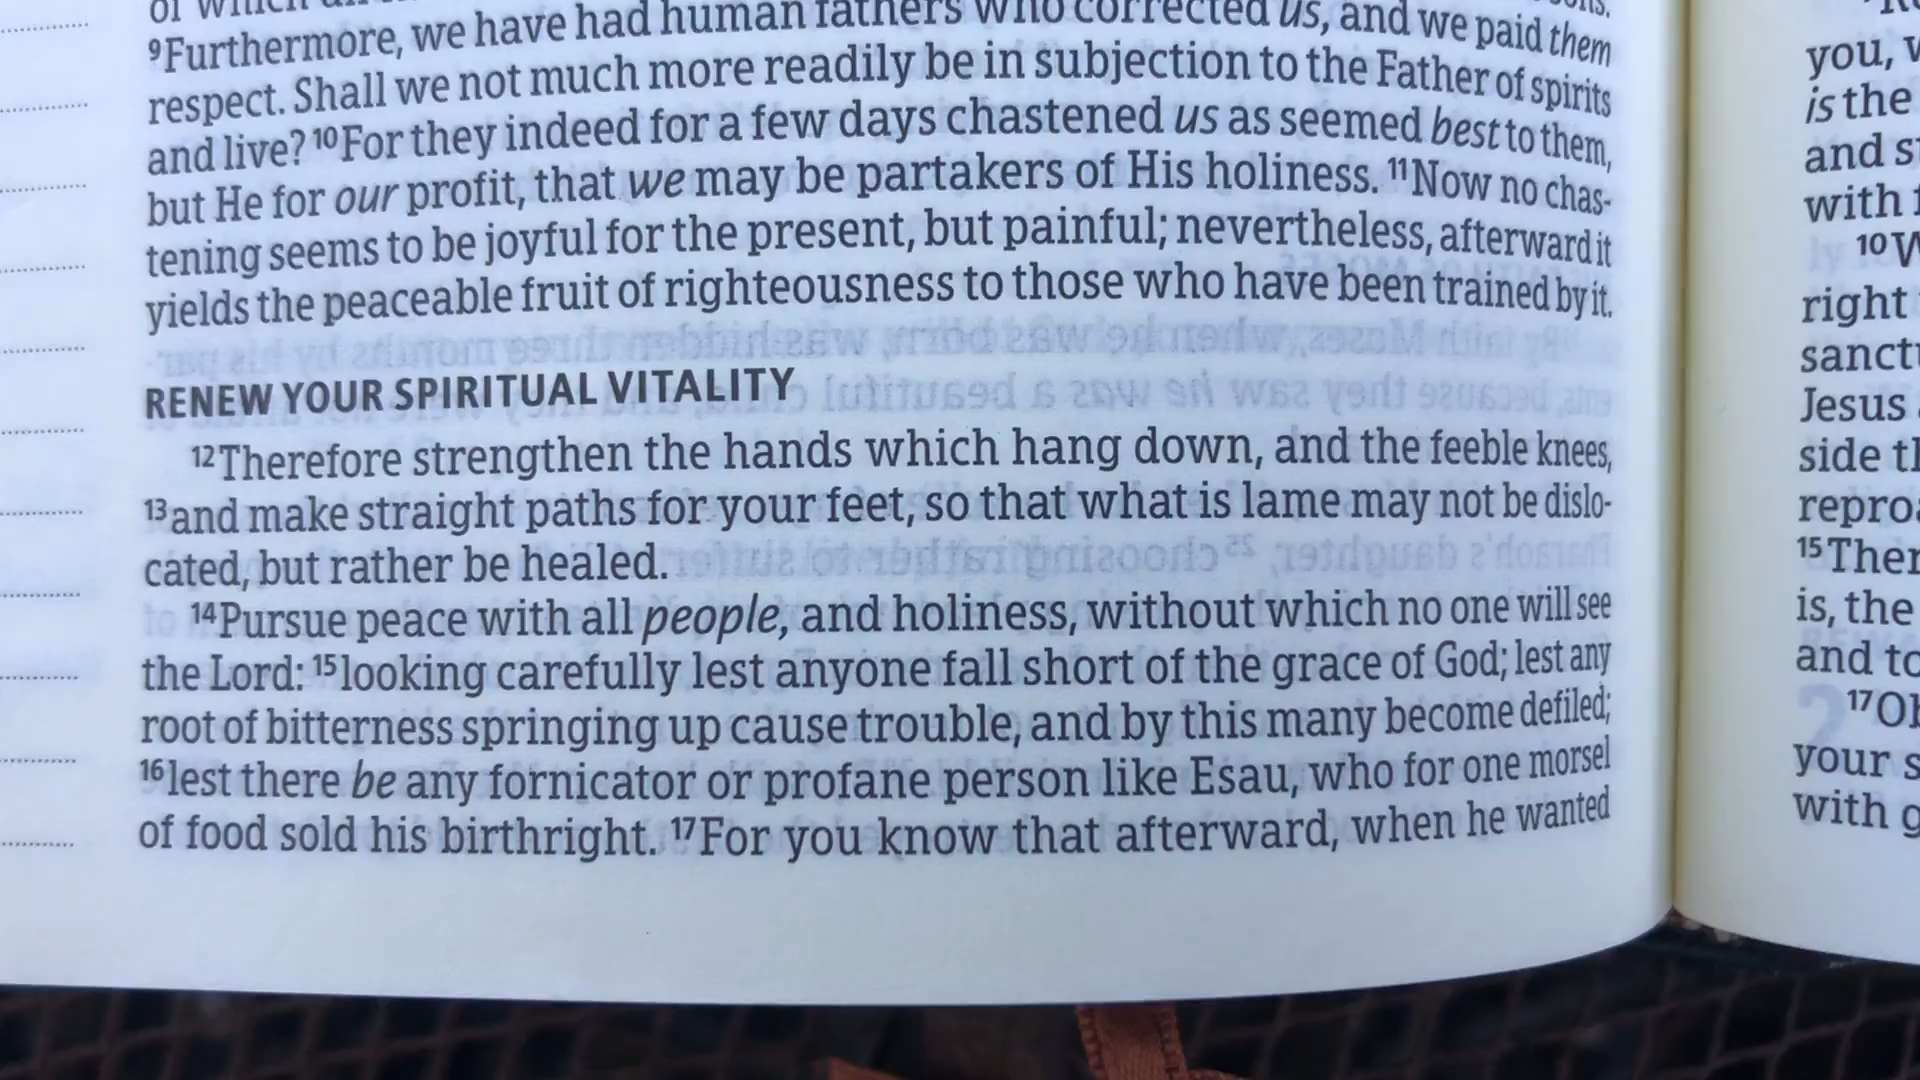 of which
⁹Furthermore, we have had human fathers who corrected us, and we paid them
respect. Shall we not much more readily be in subjection to the Father of spirits
and live? ¹⁰For they indeed for a few days chastened us as seemed best to them,
but He for our profit, that we may be partakers of His holiness. ¹¹Now no chas-
tening seems to be joyful for the present, but painful; nevertheless, afterward it
yields the peaceable fruit of righteousness to those who have been trained by it.
RENEW YOUR SPIRITUAL VITALITY
¹²Therefore strengthen the hands which hang down, and the feeble knees,
¹³and make straight paths for your feet, so that what is lame may not be dislo-
cated, but rather be healed.
¹⁴Pursue peace with all people, and holiness, without which no one will see
the Lord: ¹⁵looking carefully lest anyone fall short of the grace of God; lest any
root of bitterness springing up cause trouble, and by this many become defiled;
¹⁶lest there be any fornicator or profane person like Esau, who for one morsel
of food sold his birthright. ¹⁷For you know that afterward, when he wanted
you,
is the
and
with
¹⁰
right
sanct
Jesus
side
repro
¹⁵Ther
is, the
and
¹⁷
your
with